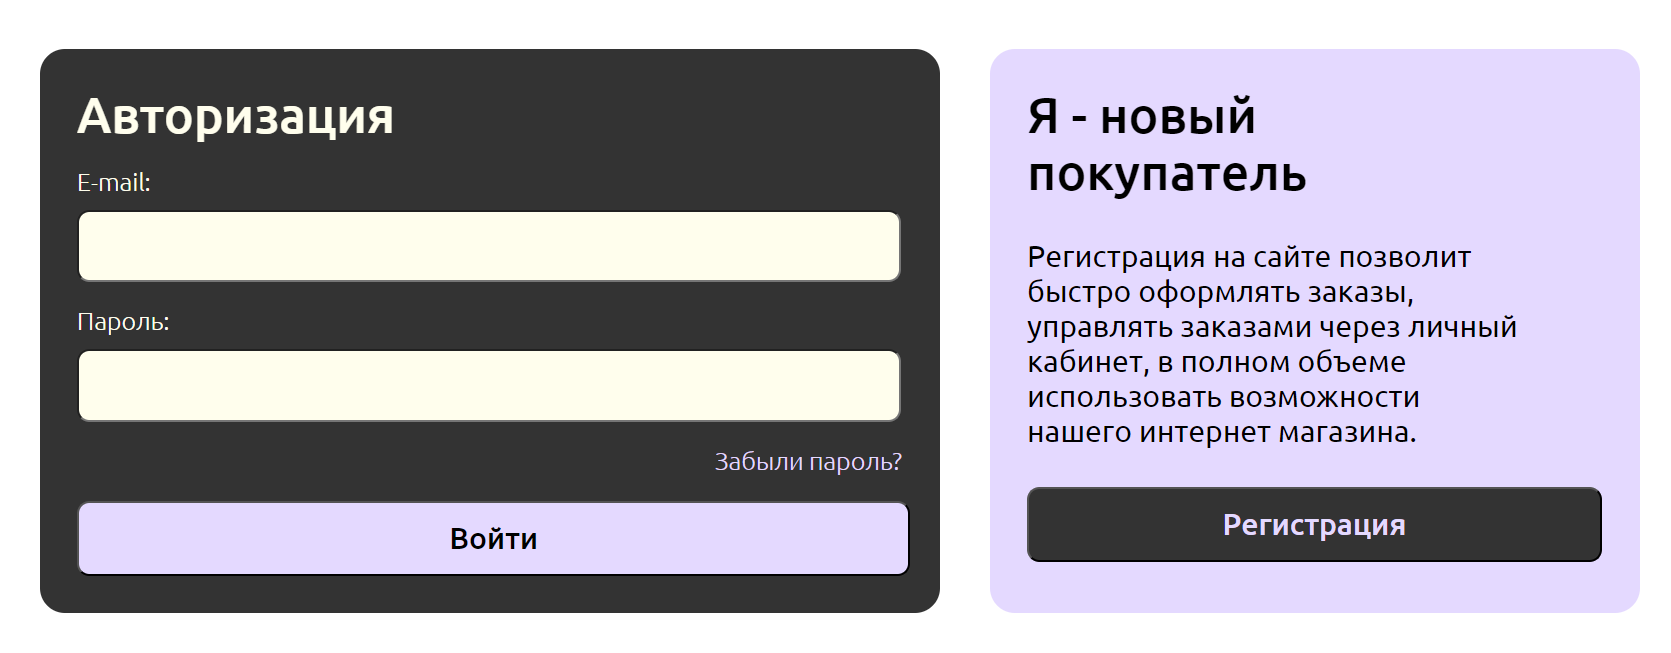 Авторизация
E-mail:
Пароль:
Забыли пароль?
Войти
Я - новый
покупатель
Регистрация на сайте позволит
быстро оформлять заказы,
управлять заказами через личный
кабинет, в полном объеме
использовать возможности
нашего интернет магазина.
Регистрация